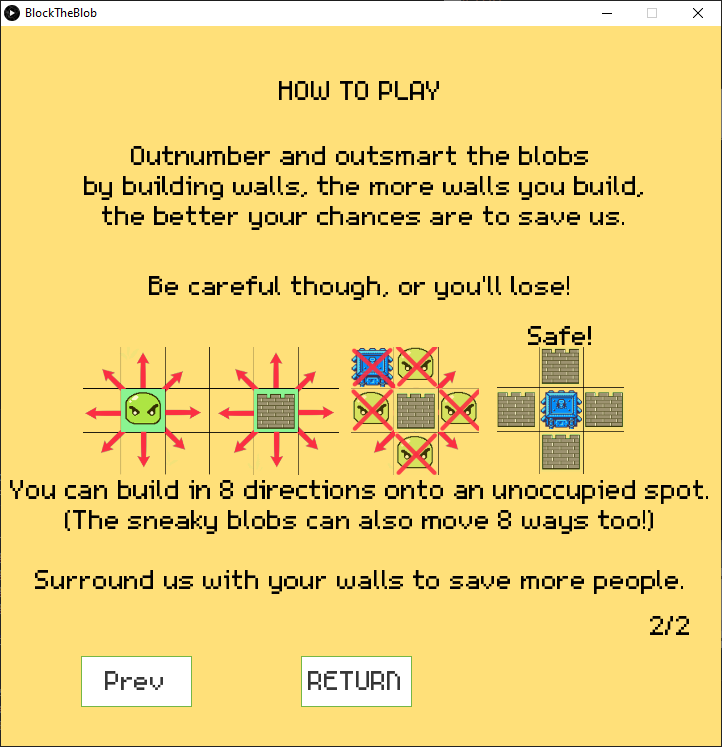 BlockTheBlob
HOW TO PLAY
Outnumber and outsmart the blobs
by building walls, the more walls you build,
the better your chances are to save us.
Be careful though, or you'll lose!
Safe!
You can build in 8 directions onto an unoccupied spot.
(The sneaky blobs can also move 8 ways too!)
Surround us with your walls to save more people.
2/2
Prev
RETURN